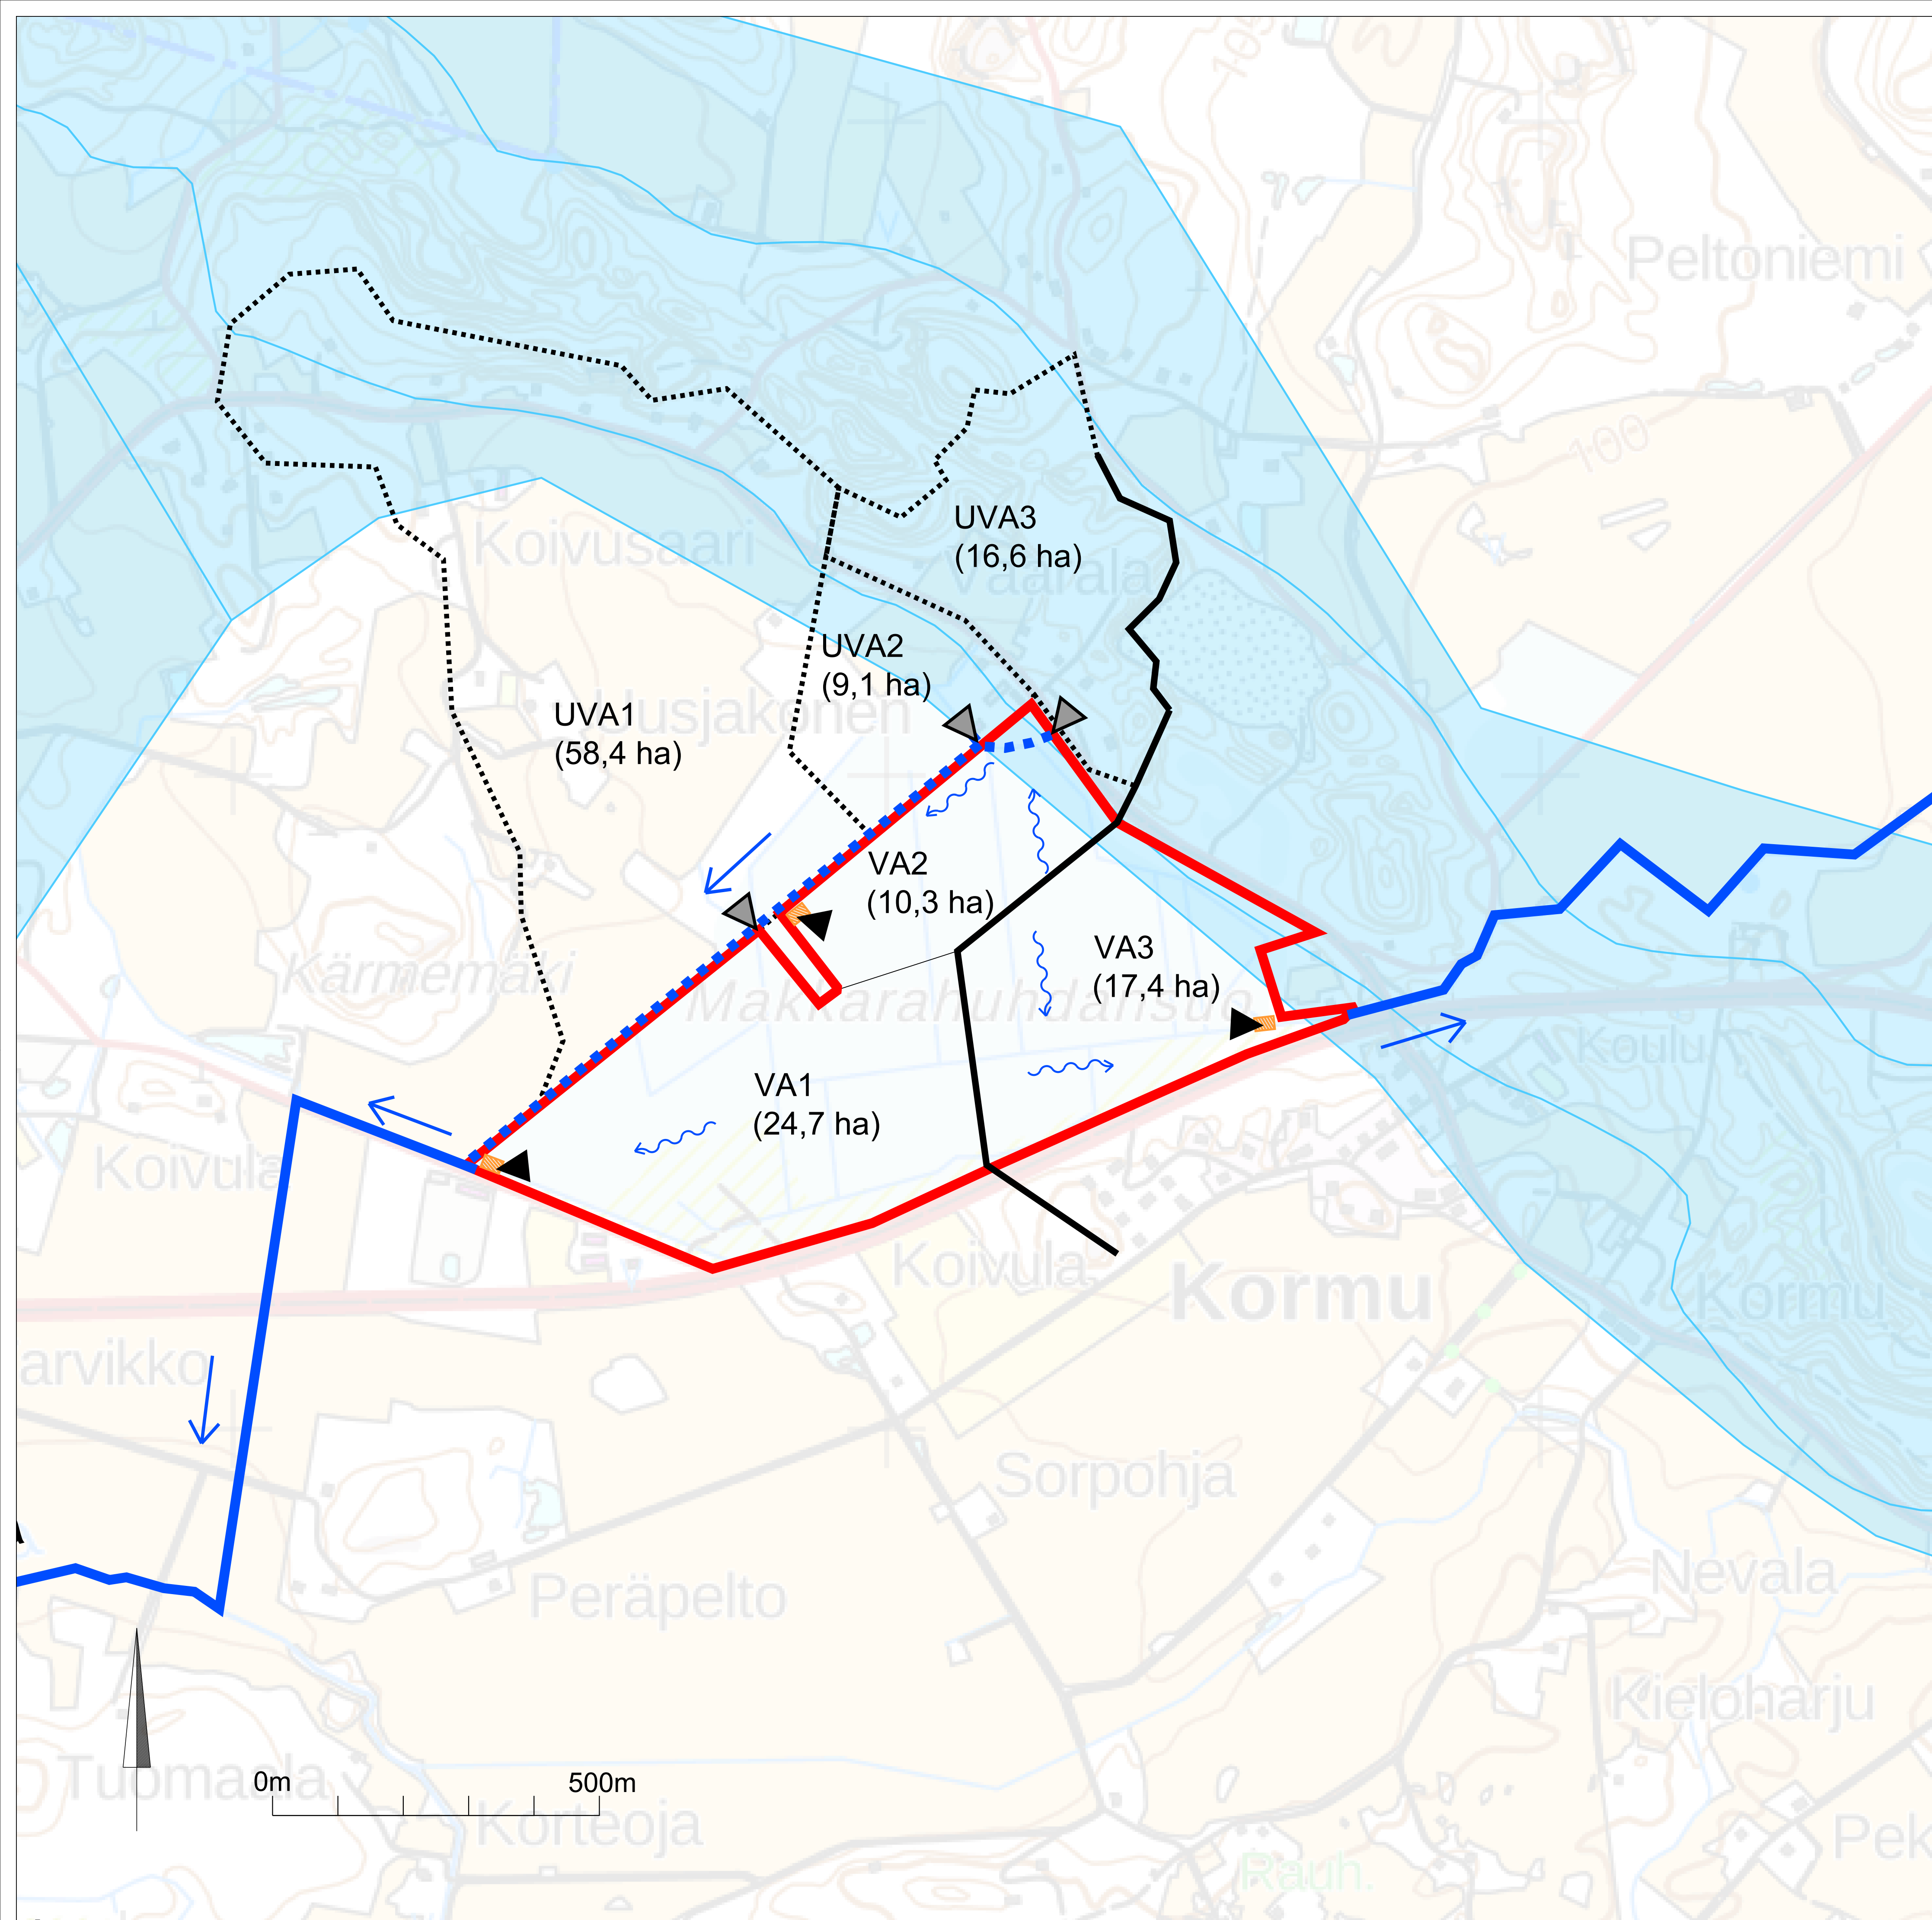 105
Peltoniemi
100
Koivusaari
UVA3
(16,6 ha)
Vaarala
UVA2
(9,1 ha)
UVA1
(58,4 ha)
Uusjakonen
VA2
(10,3 ha)
VA3
(17,4 ha)
Kärmemäki
Makkarahuhdansuo
Koulu
VA1
(24,7 ha)
Koivula
Koivula
Kormu
Kormu
arvikko
Sorpohja
Nevala
Peräpelto
Kieloharju
Tuomaala
0m
500m
Korteoja
Pek
Rauh.